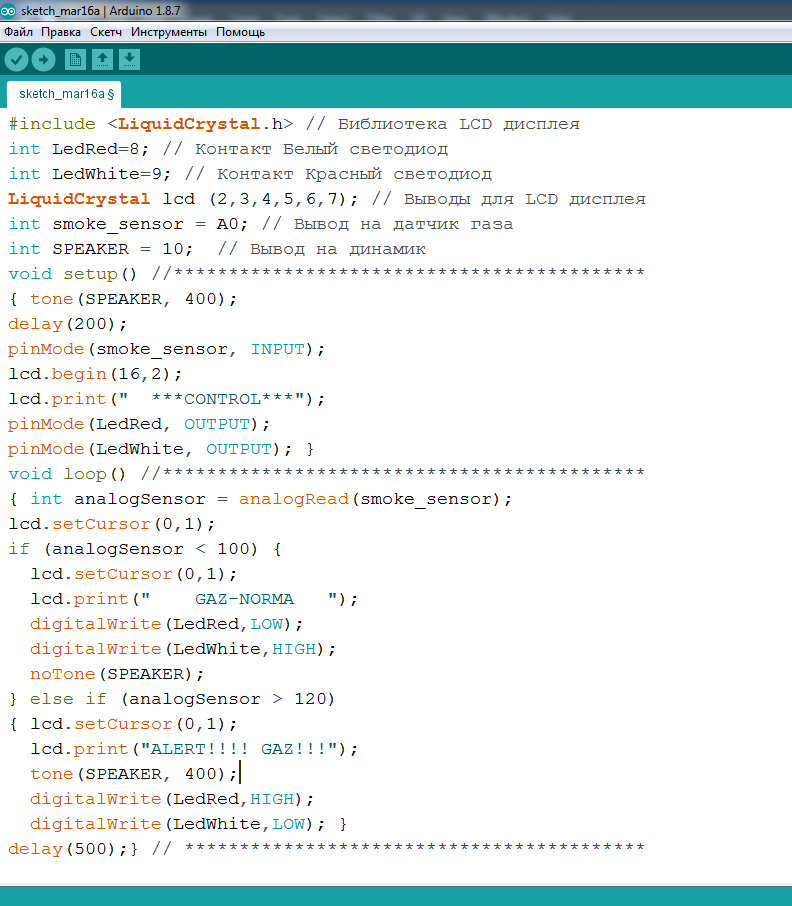 sketch_mar16a | Arduino 1.8.7
Файл Правка Скетч Инструменты Помощь
sketch_mar16a §
#include <LiquidCrystal.h> // Библиотека LCD дисплея
int LedRed=8; // Контакт Белый светодиод
int LedWhite=9; // Контакт Красный светодиод
LiquidCrystal lcd (2,3,4,5,6,7); // Выводы для LCD дисплея
int smoke_sensor = A0; // Вывод на датчик газа
int SPEAKER = 10;  // Вывод на динамик
void setup() //*******************************************
{ tone(SPEAKER, 400);
delay(200);
pinMode(smoke_sensor, INPUT);
lcd.begin(16,2);
lcd.print("  ***CONTROL***");
pinMode(LedRed, OUTPUT);
pinMode(LedWhite, OUTPUT); }
void loop() //********************************************
{ int analogSensor = analogRead(smoke_sensor);
lcd.setCursor(0,1);
if (analogSensor < 100) {
  lcd.setCursor(0,1);
  lcd.print("    GAZ-NORMA   ");
  digitalWrite(LedRed,LOW);
  digitalWrite(LedWhite,HIGH);
  noTone(SPEAKER);
} else if (analogSensor > 120)
{ lcd.setCursor(0,1);
  lcd.print("ALERT!!!! GAZ!!!");
  tone(SPEAKER, 400);
  digitalWrite(LedRed,HIGH);
  digitalWrite(LedWhite,LOW); }
delay(500);} // ******************************************